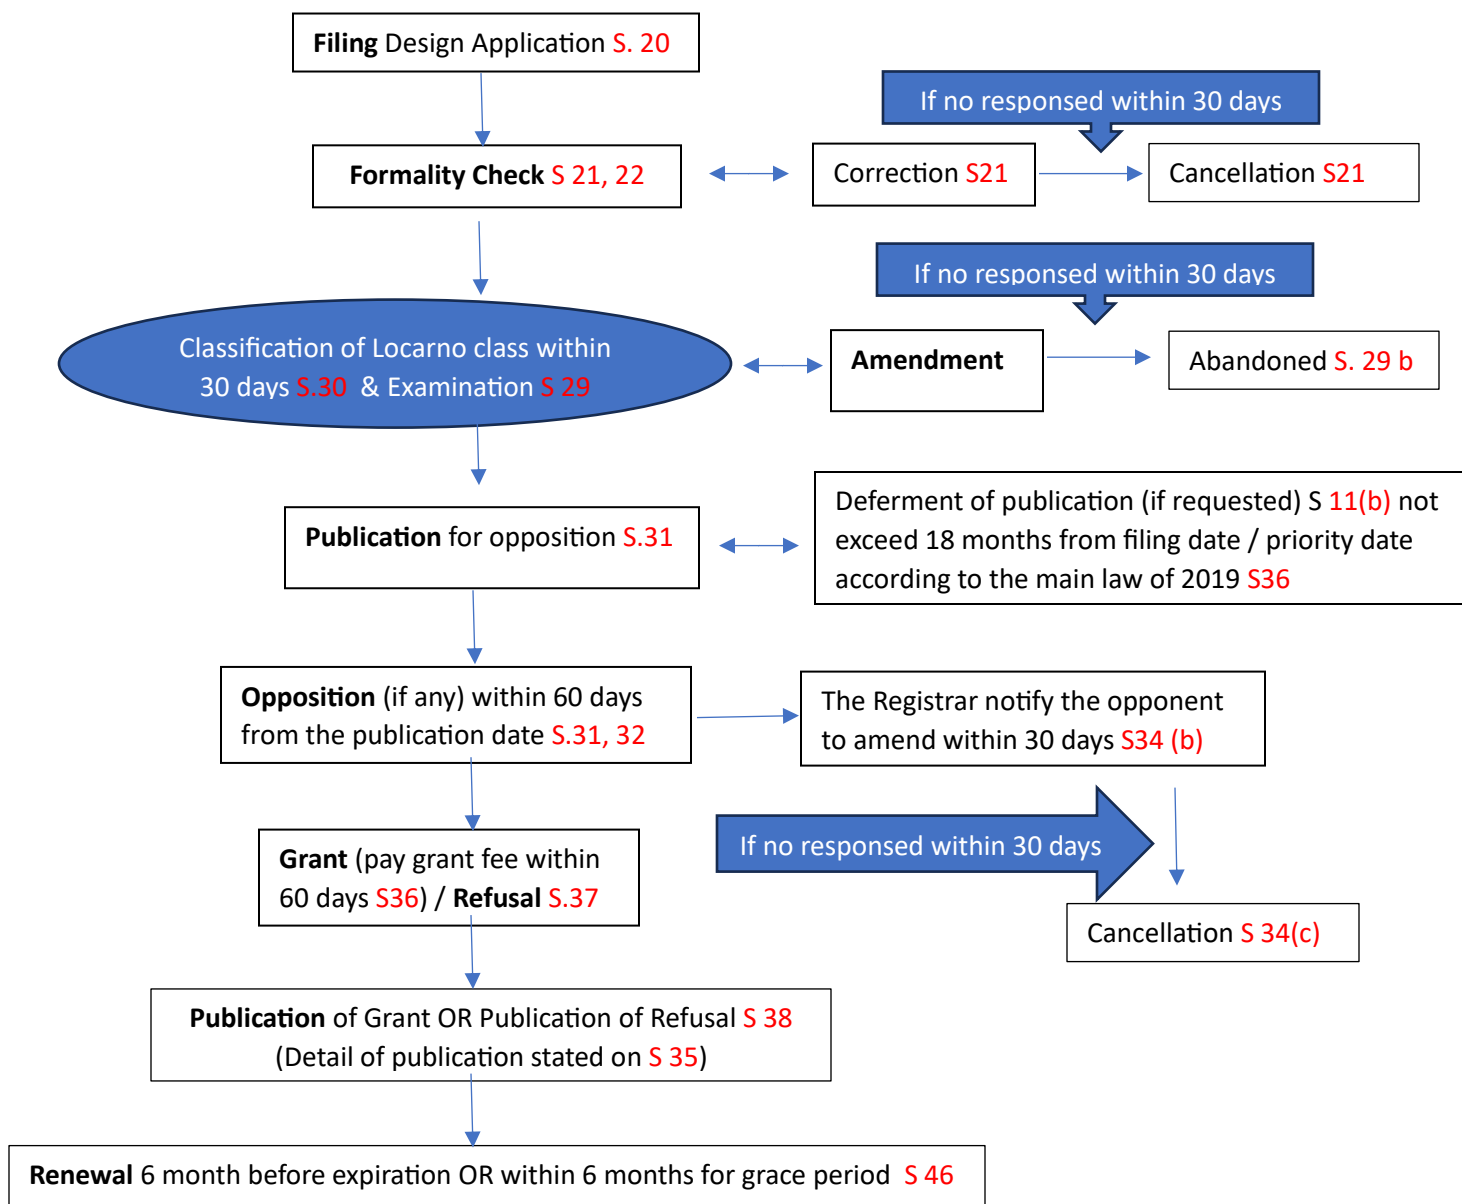 Filing Design Application S. 20
If no responsed within 30 days
Formality Check S 21, 22
Correction S21
Cancellation S21
If no responsed within 30 days
Classification of Locarno class within
30 days S.30 & Examination S 29
Amendment
Abandoned S. 29 b
Publication for opposition S.31
Deferment of publication (if requested) S 11(b) not
exceed 18 months from filing date / priority date
according to the main law of 2019 S36
Opposition (if any) within 60 days
from the publication date S.31, 32
The Registrar notify the opponent
to amend within 30 days S34 (b)
If no responsed within 30 days
Grant (pay grant fee within
60 days S36) / Refusal S.37
Cancellation S 34(c)
Publication of Grant OR Publication of Refusal S 38
(Detail of publication stated on S 35)
Renewal 6 month before expiration OR within 6 months for grace period S 46